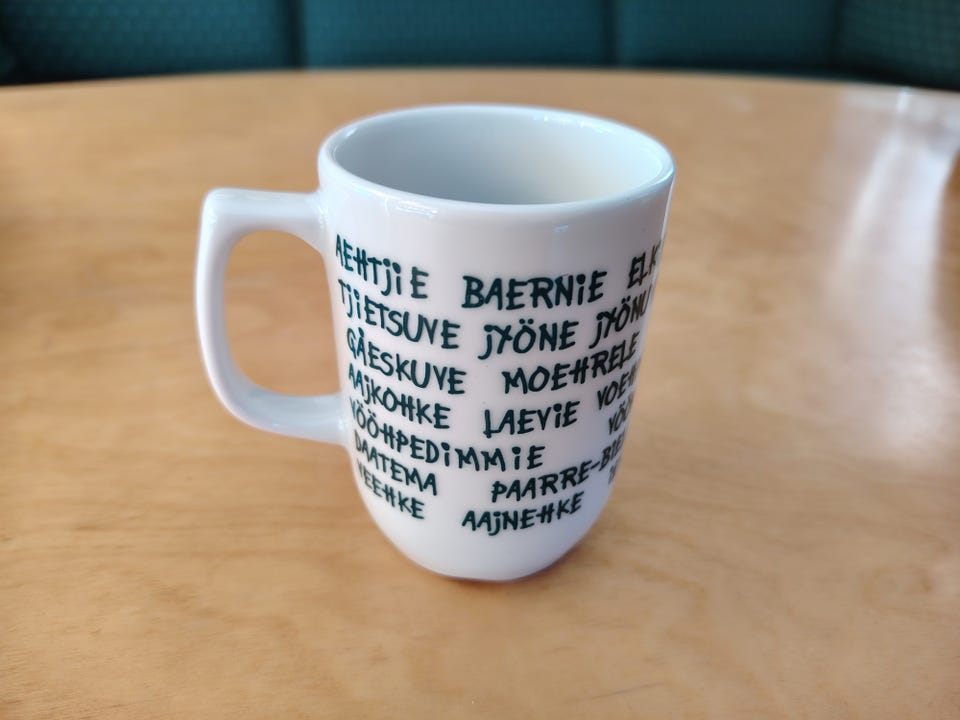 AEHTJIE BAERNIE
TJIETSUVE JYÖNE
GÅESKUVE MOEHRELE
AAJKOHKE LAEVIE
VÖÖHPEDIMMIE
DAATEMA
VEEHKE AAJNEHKE